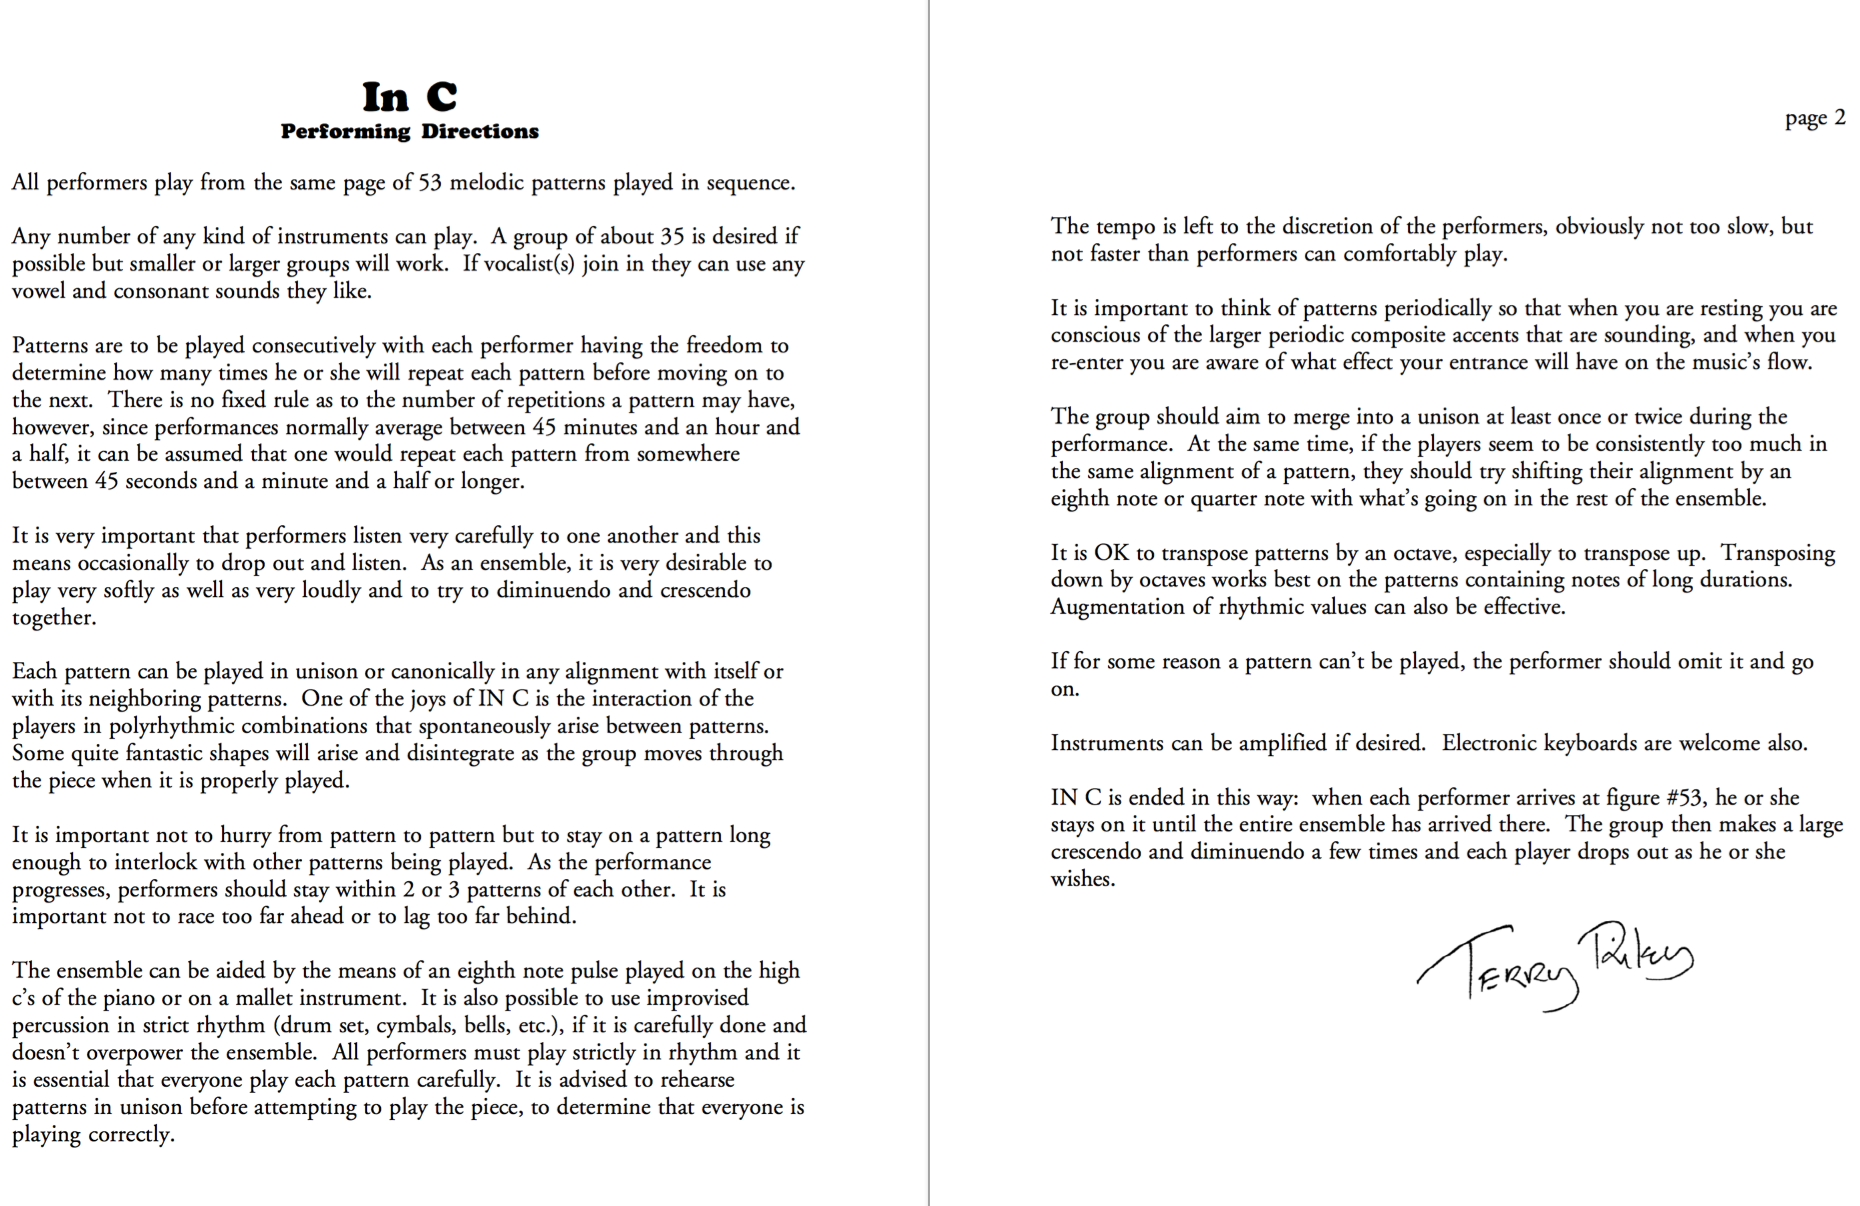 In C
Performing Directions
All performers play from the same page of 53 melodic patterns played in sequence.
Any number of any kind of instruments can play.  A group of about 35 is desired if
possible but smaller or larger groups will work.  If vocalist(s) join in they can use any
vowel and consonant sounds they like.
Patterns are to be played consecutively with each performer having the freedom to
determine how many times he or she will repeat each pattern before moving on to
the next.  There is no fixed rule as to the number of repetitions a pattern may have,
however, since performances normally average between 45 minutes and an hour and
a half, it can be assumed that one would repeat each pattern from somewhere
between 45 seconds and a minute and a half or longer.
It is very important that performers listen very carefully to one another and this
means occasionally to drop out and listen.  As an ensemble, it is very desirable to
play very softly as well as very loudly and to try to diminuendo and crescendo
together.
Each pattern can be played in unison or canonically in any alignment with itself or
with its neighboring patterns.  One of the joys of IN C is the interaction of the
players in polyrhythmic combinations that spontaneously arise between patterns.
Some quite fantastic shapes will arise and disintegrate as the group moves through
the piece when it is properly played.
It is important not to hurry from pattern to pattern but to stay on a pattern long
enough to interlock with other patterns being played.  As the performance
progresses, performers should stay within 2 or 3 patterns of each other.  It is
important not to race too far ahead or to lag too far behind.
The ensemble can be aided by the means of an eighth note pulse played on the high
c's of the piano or on a mallet instrument.  It is also possible to use improvised
percussion in strict rhythm (drum set, cymbals, bells, etc.), if it is carefully done and
doesn't overpower the ensemble.  All performers must play strictly in rhythm and it
is essential that everyone play each pattern carefully.  It is advised to rehearse
patterns in unison before attempting to play the piece, to determine that everyone is
playing correctly.
page 2
The tempo is left to the discretion of the performers, obviously not too slow, but
not faster than performers can comfortably play.
It is important to think of patterns periodically so that when you are resting you are
conscious of the larger periodic composite accents that are sounding, and when you
re-enter you are aware of what effect your entrance will have on the music's flow.
The group should aim to merge into a unison at least once or twice during the
performance.  At the same time, if the players seem to be consistently too much in
the same alignment of a pattern, they should try shifting their alignment by an
eighth note or quarter note with what's going on in the rest of the ensemble.
It is OK to transpose patterns by an octave, especially to transpose up.  Transposing
down by octaves works best on the patterns containing notes of long durations.
Augmentation of rhythmic values can also be effective.
If for some reason a pattern can't be played, the performer should omit it and go
on.
Instruments can be amplified if desired.  Electronic keyboards are welcome also.
IN C is ended in this way:  when each performer arrives at figure #53, he or she
stays on it until the entire ensemble has arrived there.  The group then makes a large
crescendo and diminuendo a few times and each player drops out as he or she
wishes.
Terry Riley